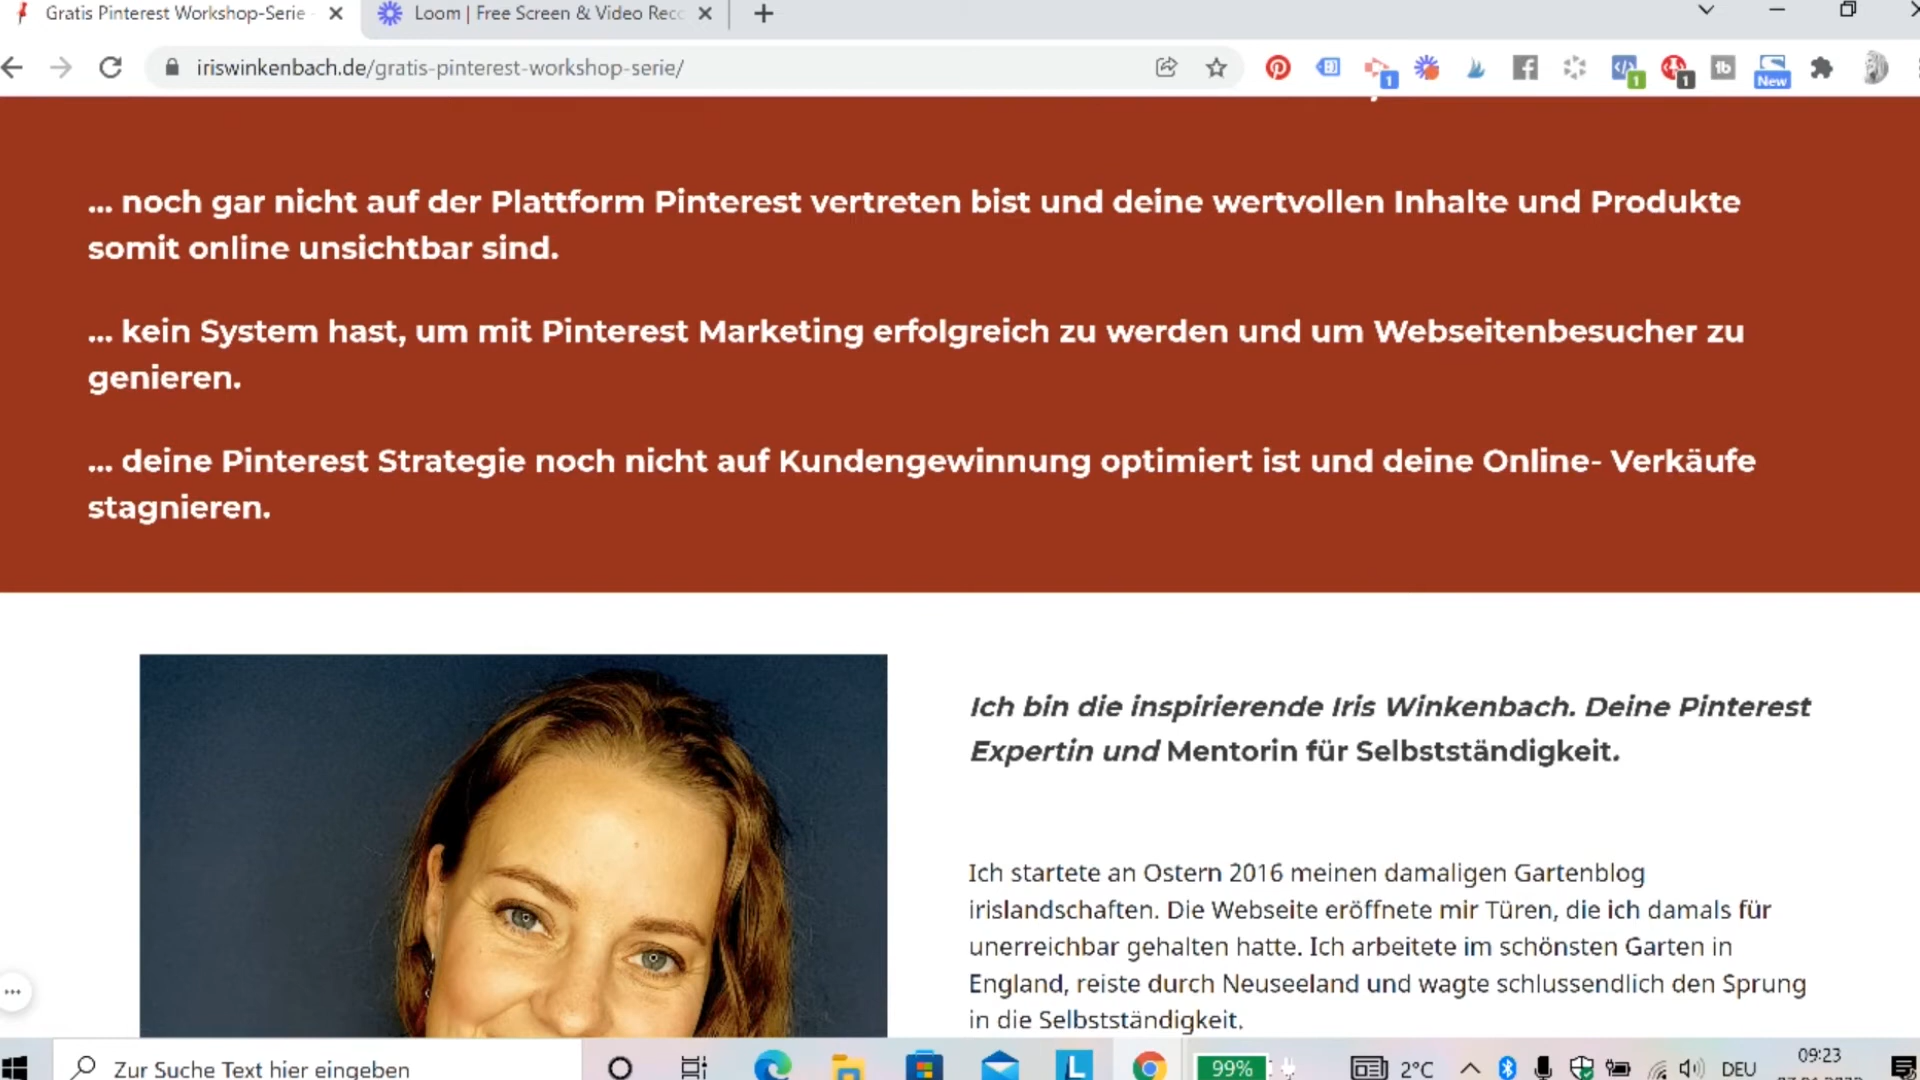 Gratis Pinterest Workshop-Serie
Loom | Free Screen & Video Reco
iriswinkenbach.de/gratis-pinterest-workshop-serie/
1
1
1
New
... noch gar nicht auf der Plattform Pinterest vertreten bist und deine wertvollen Inhalte und Produkte
somit online unsichtbar sind.
... kein System hast, um mit Pinterest Marketing erfolgreich zu werden und um Webseitenbesucher zu
genieren.
... deine Pinterest Strategie noch nicht auf Kundengewinnung optimiert ist und deine Online- Verkäufe
stagnieren.
Ich bin die inspirierende Iris Winkenbach. Deine Pinterest
Expertin und Mentorin für Selbstständigkeit.
Ich startete an Ostern 2016 meinen damaligen Gartenblog
irislandschaften. Die Webseite eröffnete mir Türen, die ich damals für
unerreichbar gehalten hatte. Ich arbeitete im schönsten Garten in
England, reiste durch Neuseeland und wagte schlussendlich den Sprung
in die Selbstständigkeit.
Zur Suche Text hier eingeben
99%
2°C
DEU
09:23